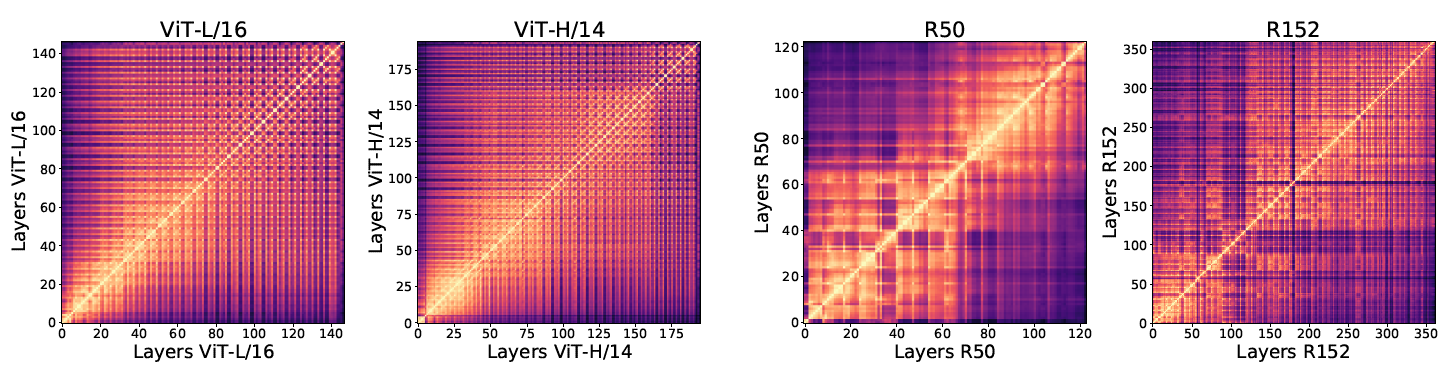 ViT-L/16
140
120
100
80
60
40
20
0
0 20 40 60 80 100 120 140
Layers ViT-L/16
Layers ViT-L/16
ViT-H/14
175
150
125
100
75
50
25
0
0 25 50 75 100 125 150 175
Layers ViT-H/14
Layers ViT-H/14
R50
120
100
80
60
40
20
0
0 20 40 60 80 100 120
Layers R50
Layers R50
R152
350
300
250
200
150
100
50
0
0 50 100 150 200 250 300 350
Layers R152
Layers R152